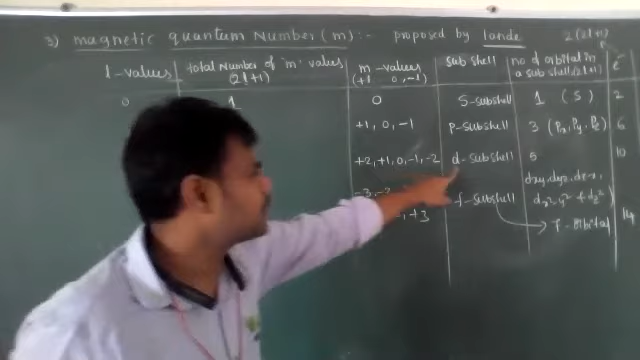 3) magnetic quantum Number (m) :- proposed by lande
2(2l+1)
l-values total Number of 'm' values (2l+1) m-values (+l 0, -l) sub shell no of orbital in a sub shell (2l+1) e⁻
0 1 0 S-subshell 1 (S) 2
+1, 0, -1 p-subshell 3 (Px, Py, Pz) 6
+2, +1, 0, -1, -2 d-subshell 5 10
dxy, dyz, dzx,
-3, -2 f-subshell dx²-y² + dz² )
, +3 7-orbital 14